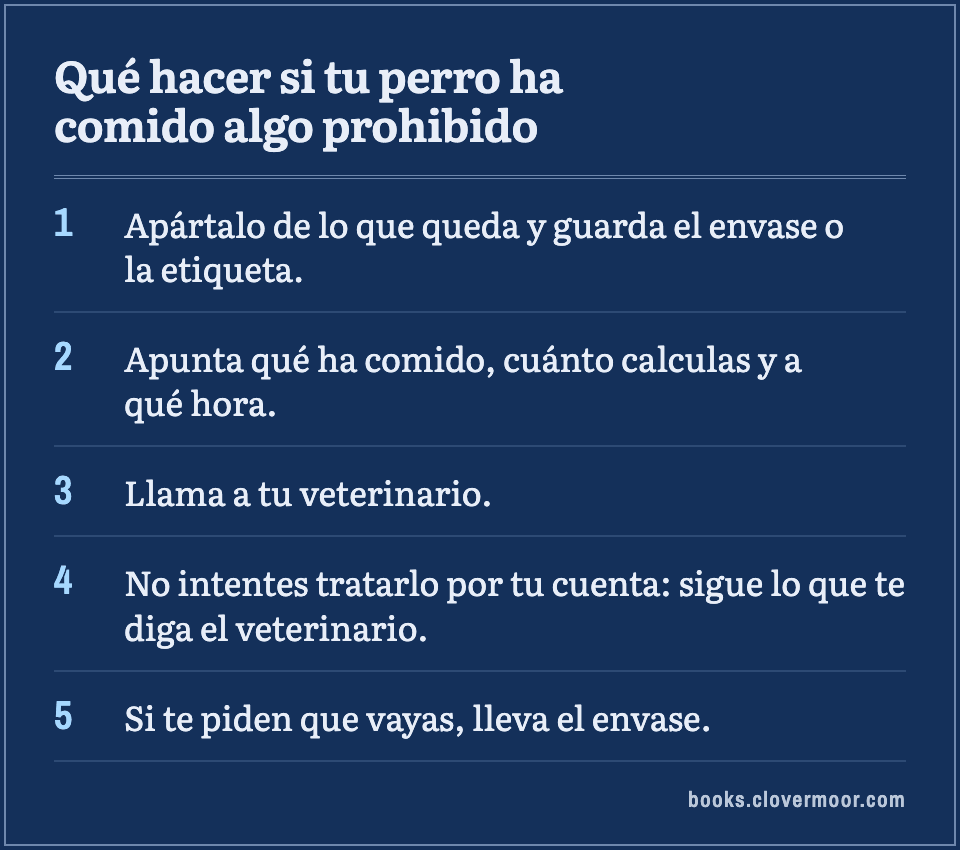 Qué hacer si tu perro ha
comido algo prohibido
1 Apártalo de lo que queda y guarda el envase o
la etiqueta.
2 Apunta qué ha comido, cuánto calculas y a
qué hora.
3 Llama a tu veterinario.
4 No intentes tratarlo por tu cuenta: sigue lo que te
diga el veterinario.
5 Si te piden que vayas, lleva el envase.
books.clovermoor.com